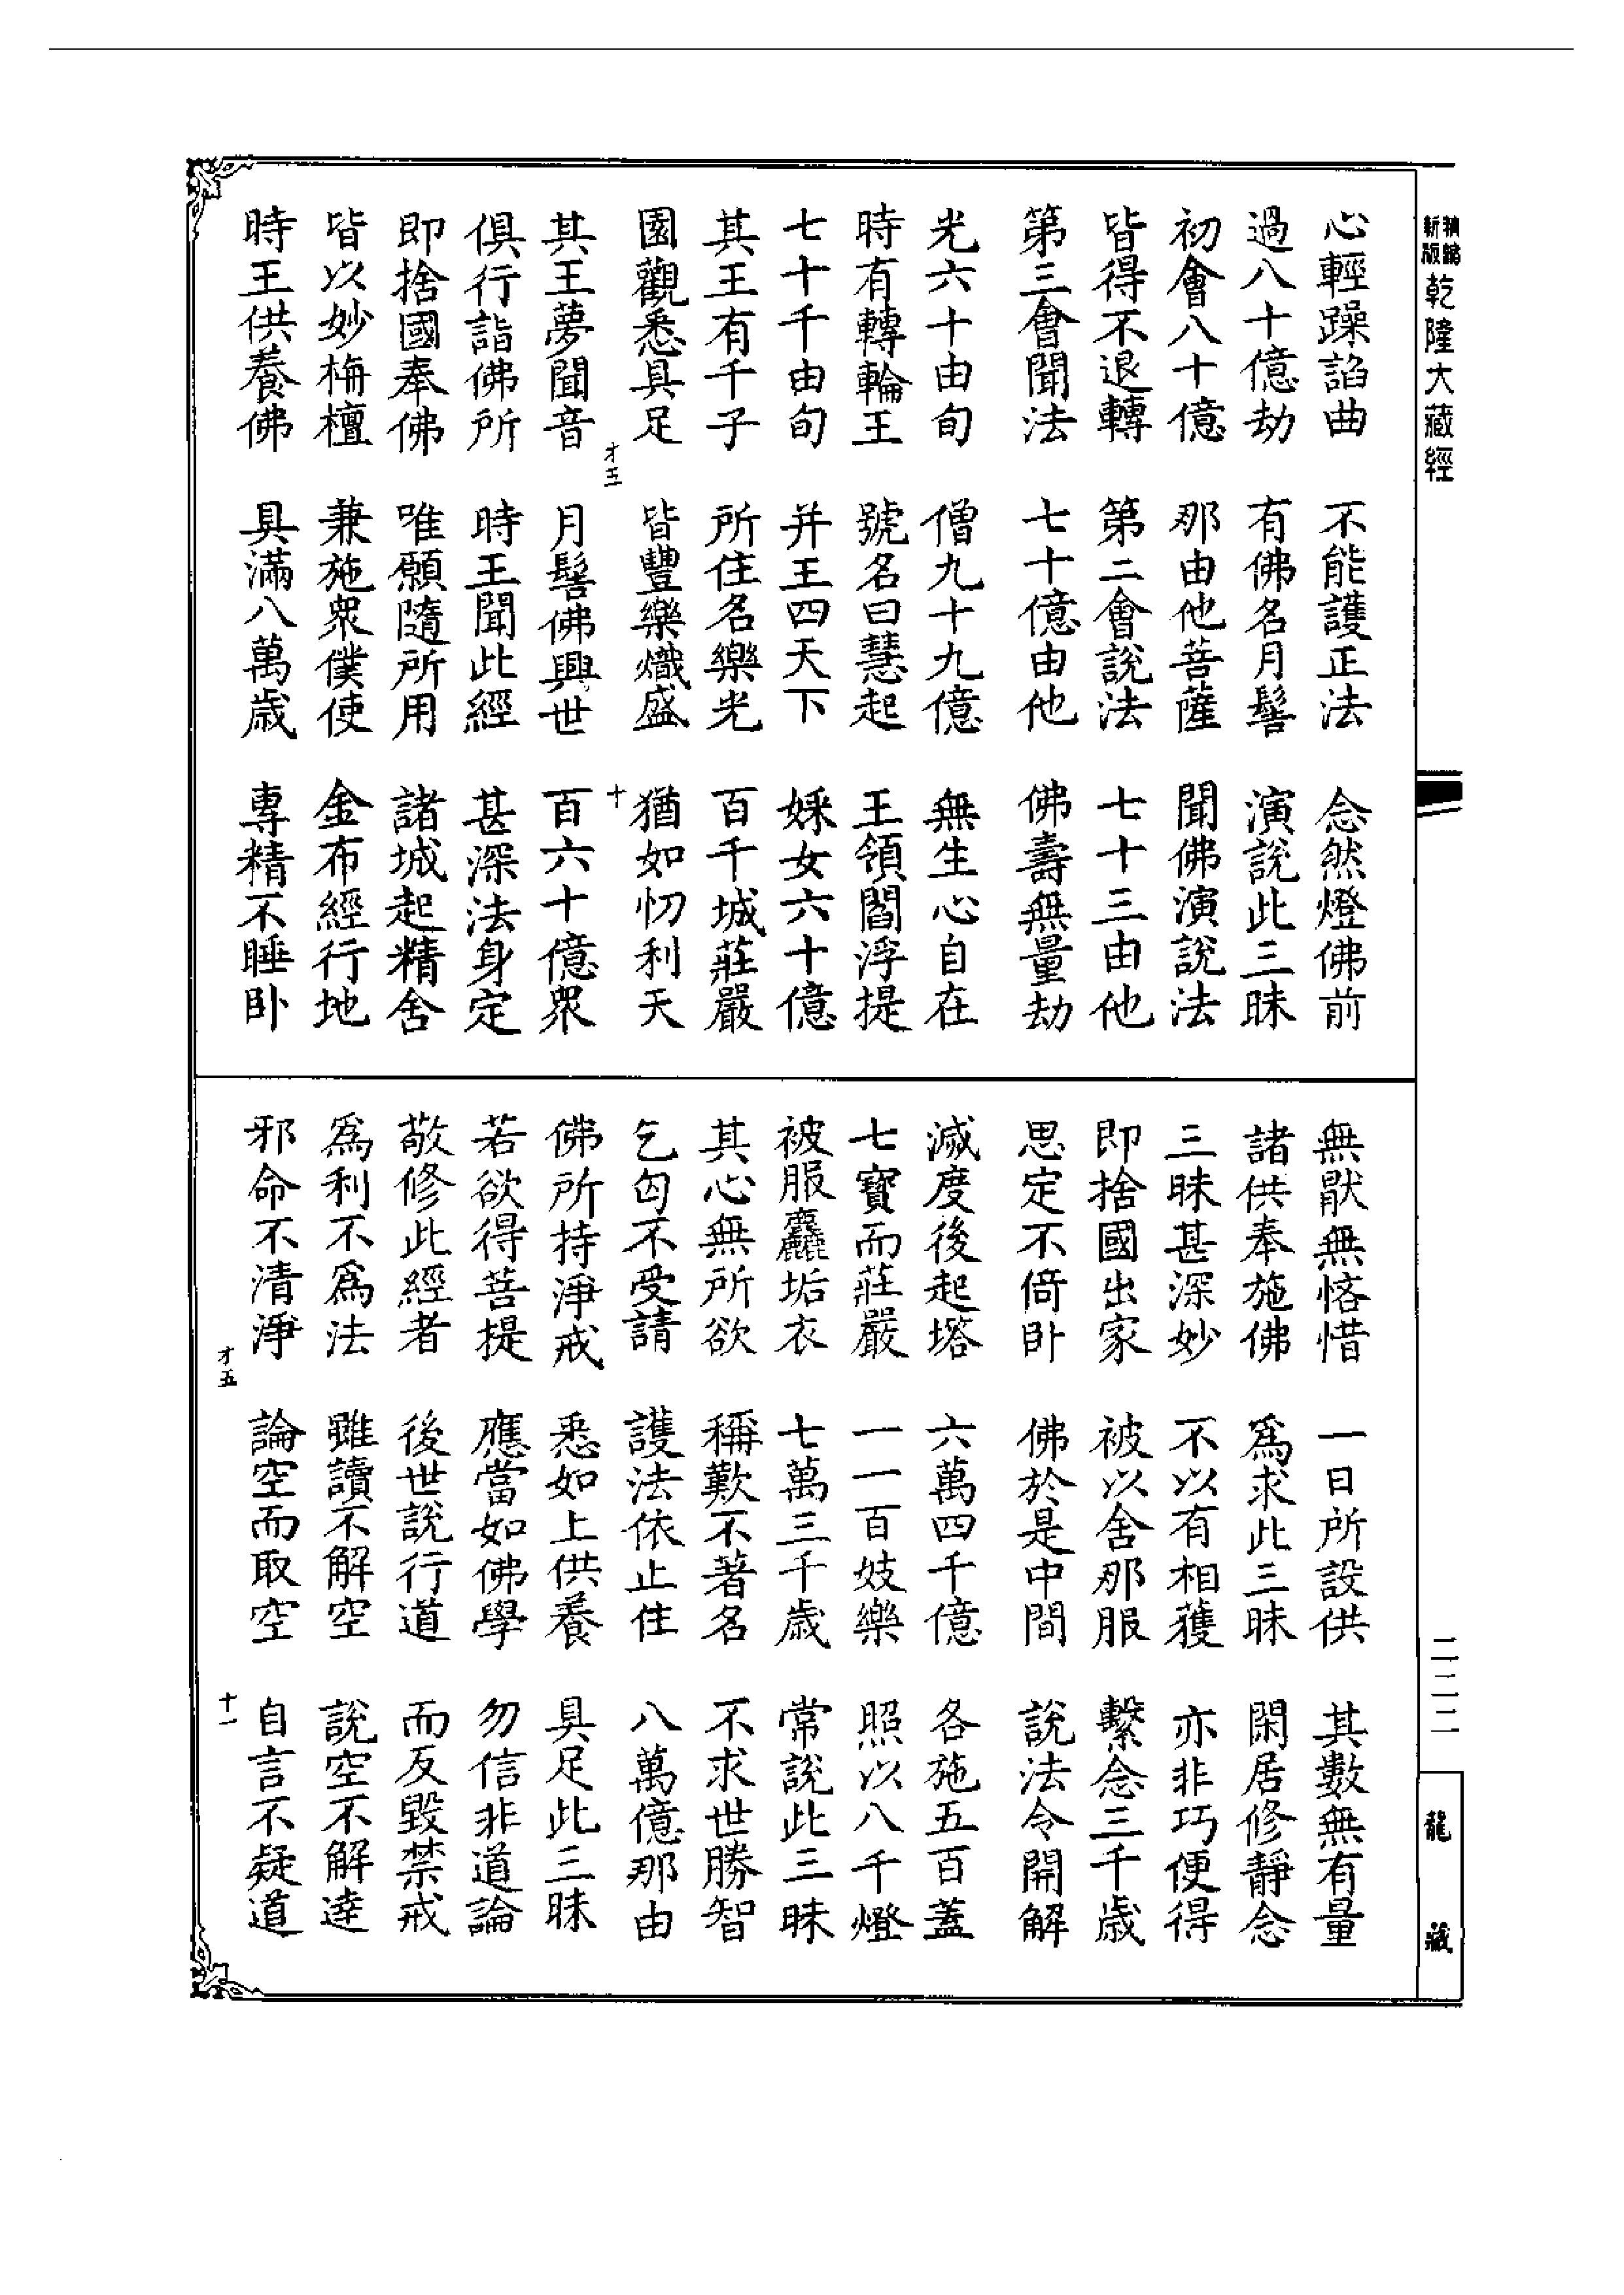 新編
新版
乾隆大藏經
心輕躁諂曲　不能護正法　念然燈佛前
過八十億劫　有佛名月髻　演說此三昧
初會八十億　那由他菩薩　聞佛演說法
皆得不退轉　第二會說法　七十三由他
第三會聞法　七十億由他　佛壽無量劫
光六十由旬　僧九十九億　無生心自在
時有轉輪王　號名曰慧起　王領閻浮提
七十千由旬　并王四天下　婇女六十億
其王有千子　所住名樂光　百千城莊嚴
園觀悉具足　皆豐樂熾盛　猶如忉利天
才五　十
其王夢聞音　月髻佛興世　百六十億衆
俱行詣佛所　時王聞此經　甚深法身定
即捨國奉佛　唯願隨所用　諸城起精舍
皆以妙栴檀　兼施衆僕使　金布經行地
時王供養佛　具滿八萬歲　專精不睡卧
無猒無悋惜　一日所設供　其數無有量
諸供奉施佛　爲求此三昧　閑居修靜念
三昧甚深妙　不以有相獲　亦非巧便得
即捨國出家　被以舍那服　繫念三千歲
思定不倚卧　佛於是中間　說法令開解
滅度後起塔　六萬四千億　各施五百蓋
七寶而莊嚴　一一百妓樂　照以八千燈
被服麤垢衣　七萬三千歲　常說此三昧
其心無所欲　稱歎不著名　不求世勝智
乞匃不受請　護法依止住　八萬億那由
佛所持淨戒　悉如上供養　具足此三昧
若欲得菩提　應當如佛學　勿信非道論
敬修此經者　後世說行道　而反毀禁戒
爲利不爲法　雖讀不解空　說空不解達
邪命不清淨　論空而取空　自言不疑道
才五　十一
二二二
龍藏